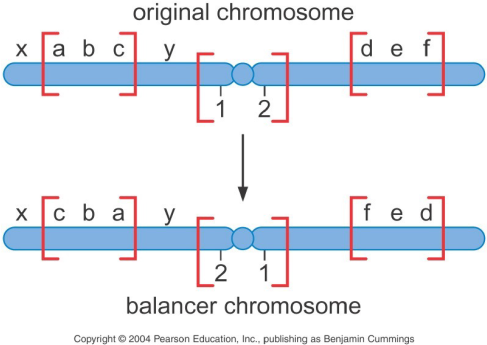 original chromosome
x a b c y d e f
1 2
x c b a y f e d
2 1
balancer chromosome
Copyright © 2004 Pearson Education, Inc., publishing as Benjamin Cummings